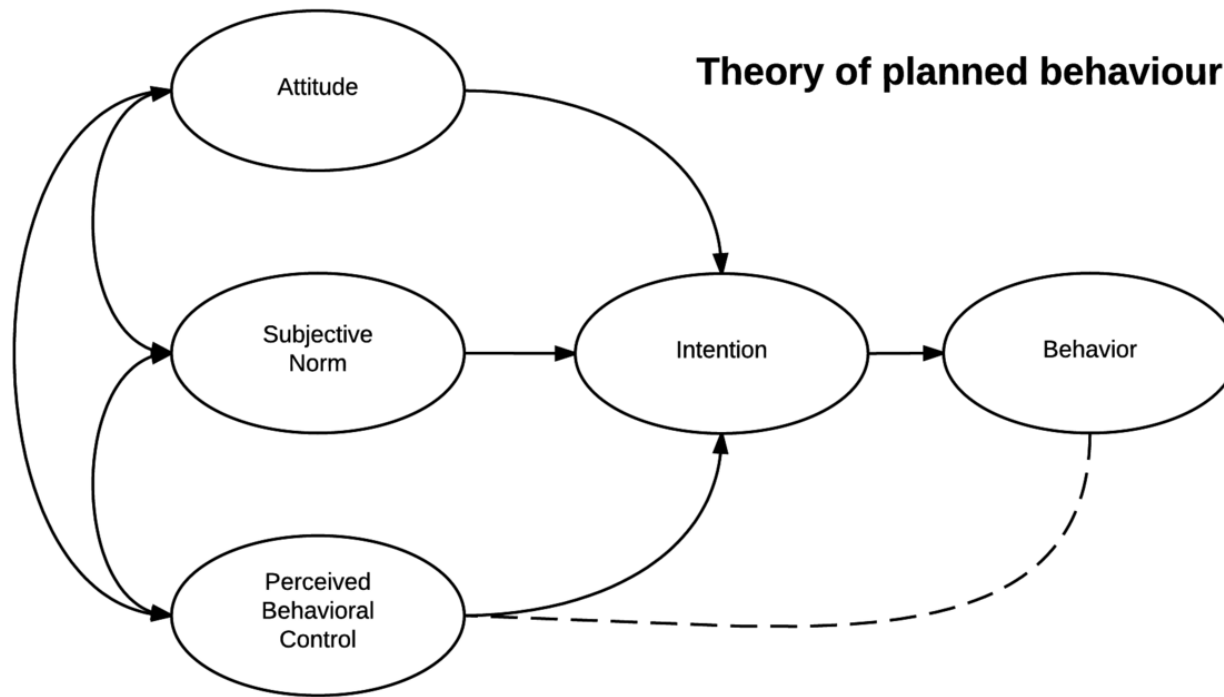 Theory of planned behaviour
Attitude
Subjective
Norm
Intention
Behavior
Perceived
Behavioral
Control